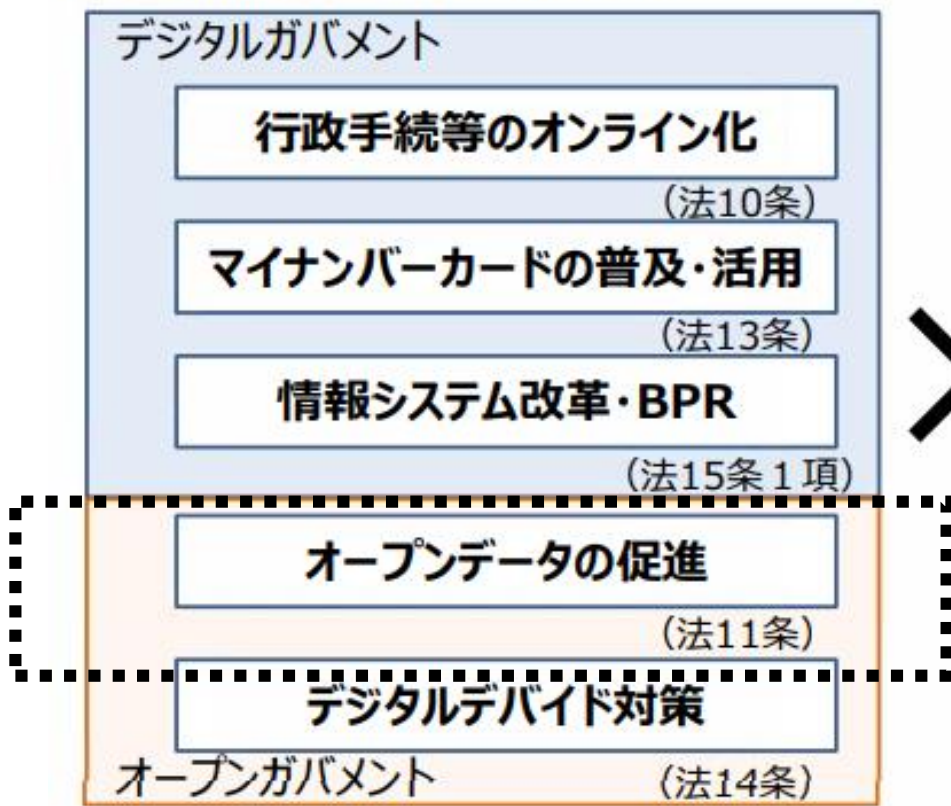 デジタルガバメント
行政手続等のオンライン化
（法10条）
マイナンバーカードの普及・活用
（法13条）
情報システム改革・BPR
（法15条１項）
オープンデータの促進
（法11条）
デジタルデバイド対策
オープンガバメント （法14条）